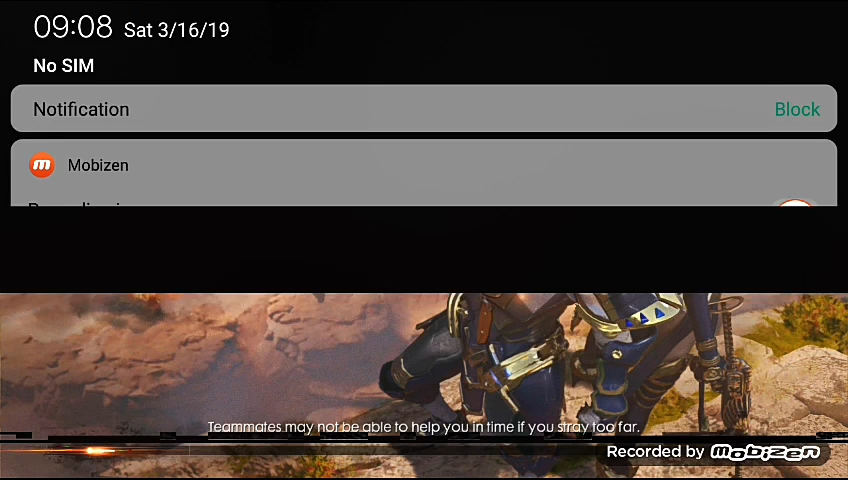 09:08 Sat 3/16/19
No SIM
Notification Block
m Mobizen
Teammates may not be able to help you in time if you stray too far.
Recorded by Mobizen